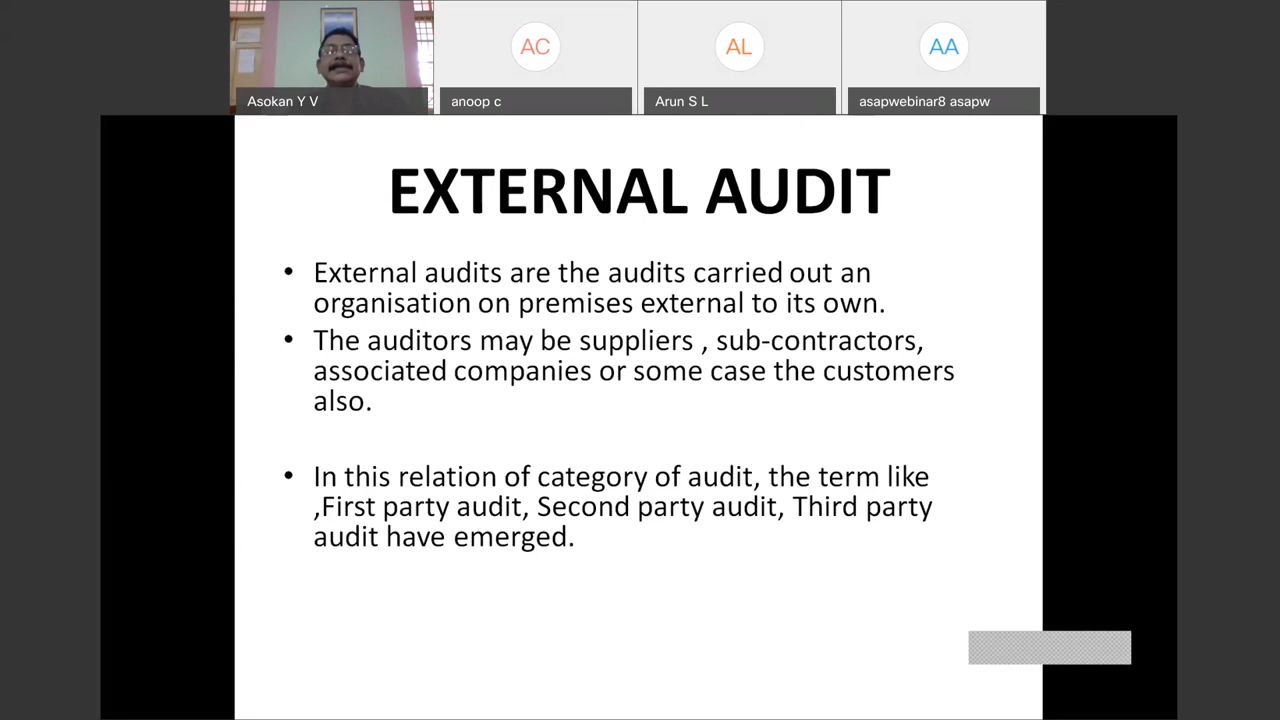 AC
AL
AA
Asokan Y V
anoop c
Arun S L
asapwebinar8 asapw
EXTERNAL AUDIT
• External audits are the audits carried out an
organisation on premises external to its own.
• The auditors may be suppliers , sub-contractors,
associated companies or some case the customers
also.
• In this relation of category of audit, the term like
,First party audit, Second party audit, Third party
audit have emerged.